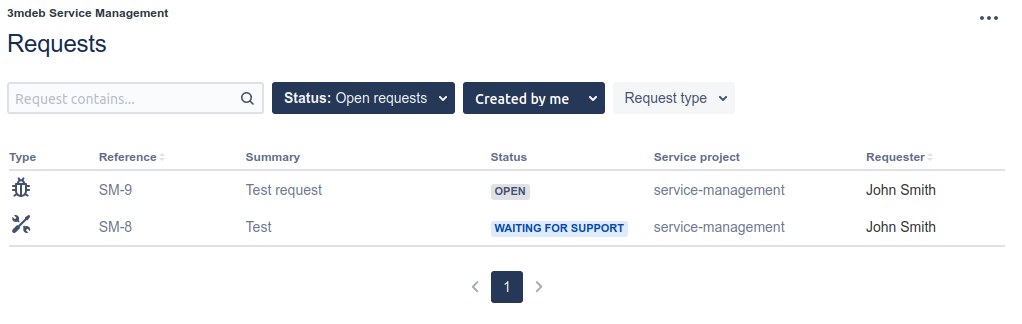 3mdeb Service Management
Requests
Request contains...
Status: Open requests
Created by me
Request type
Type Reference Summary Status Service project Requester
SM-9 Test request OPEN service-management John Smith
SM-8 Test WAITING FOR SUPPORT service-management John Smith
1